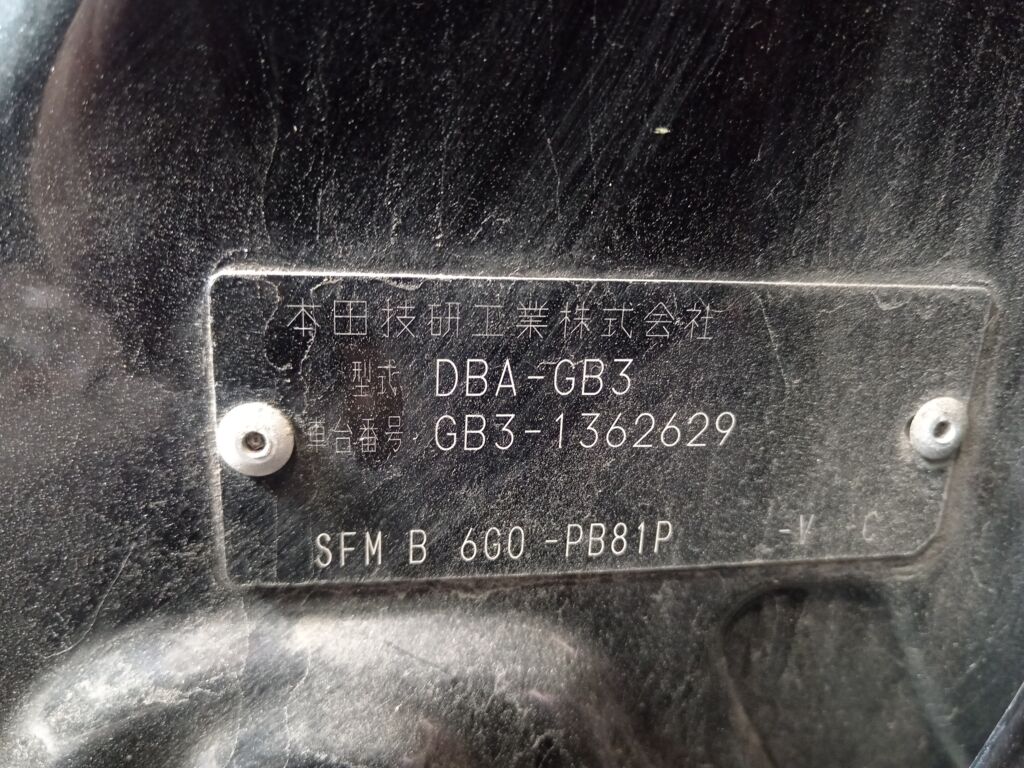 本田技研工業株式会社
型式 DBA-GB3
車台番号 GB3-1362629
SFM B 6G0 -PB81P -V C